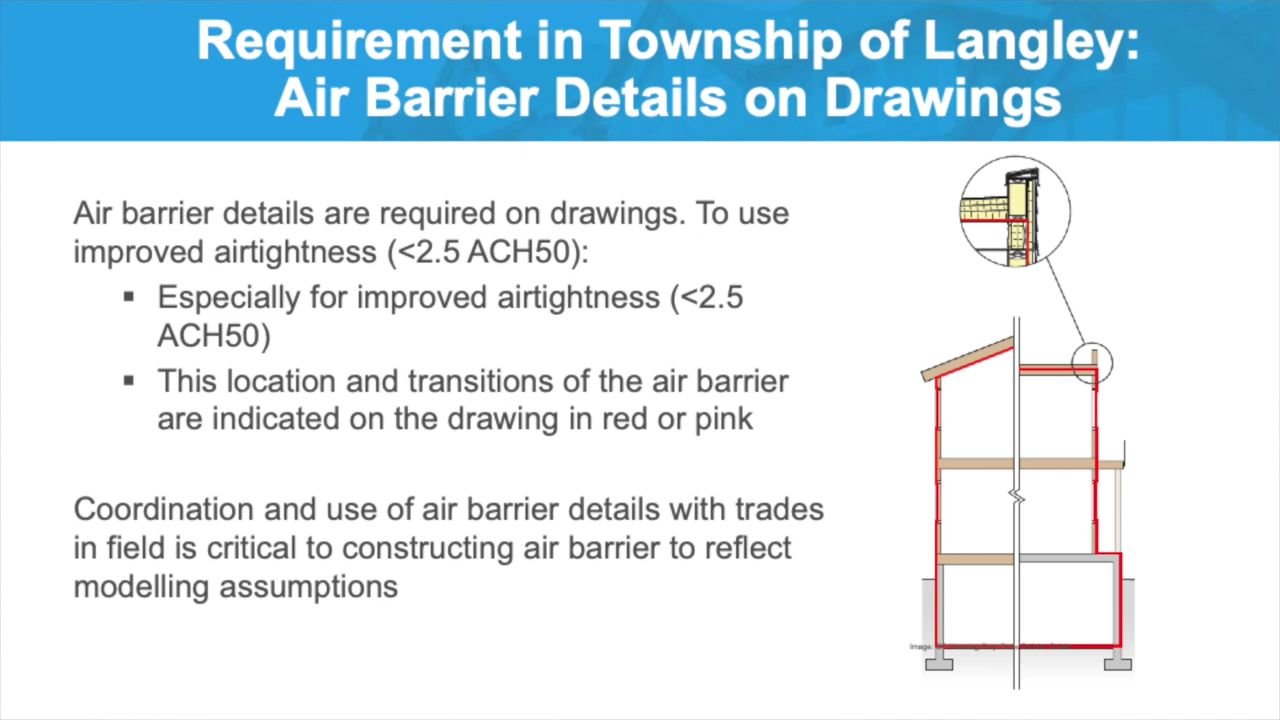 Requirement in Township of Langley:
Air Barrier Details on Drawings
Air barrier details are required on drawings. To use
improved airtightness (<2.5 ACH50):
▪ Especially for improved airtightness (<2.5
ACH50)
▪ This location and transitions of the air barrier
are indicated on the drawing in red or pink
Coordination and use of air barrier details with trades
in field is critical to constructing air barrier to reflect
modelling assumptions
Image: